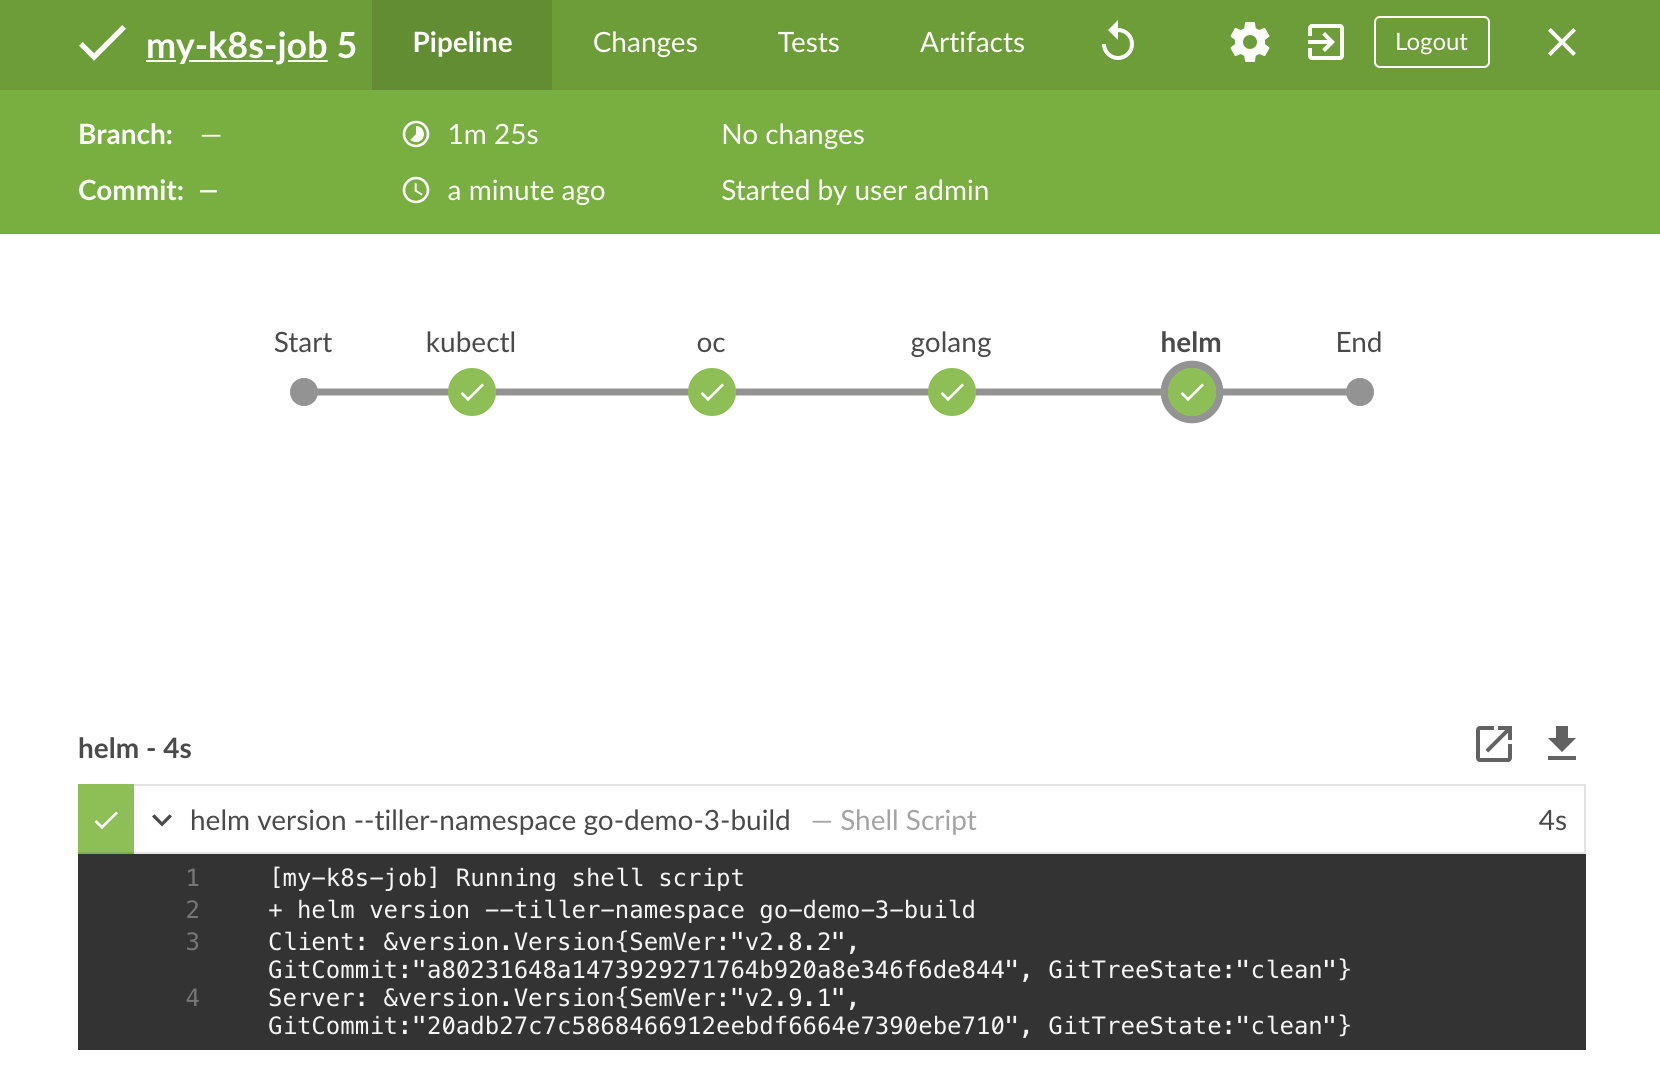 my-k8s-job 5 Pipeline Changes Tests Artifacts Logout
Branch: — 1m 25s No changes
Commit: — a minute ago Started by user admin
Start kubectl oc golang helm End
helm - 4s
helm version --tiller-namespace go-demo-3-build — Shell Script 4s
1 [my-k8s-job] Running shell script
2 + helm version --tiller-namespace go-demo-3-build
3 Client: &version.Version{SemVer:"v2.8.2",
GitCommit:"a80231648a1473929271764b920a8e346f6de844", GitTreeState:"clean"}
4 Server: &version.Version{SemVer:"v2.9.1",
GitCommit:"20adb27c7c5868466912eebdf6664e7390ebe710", GitTreeState:"clean"}